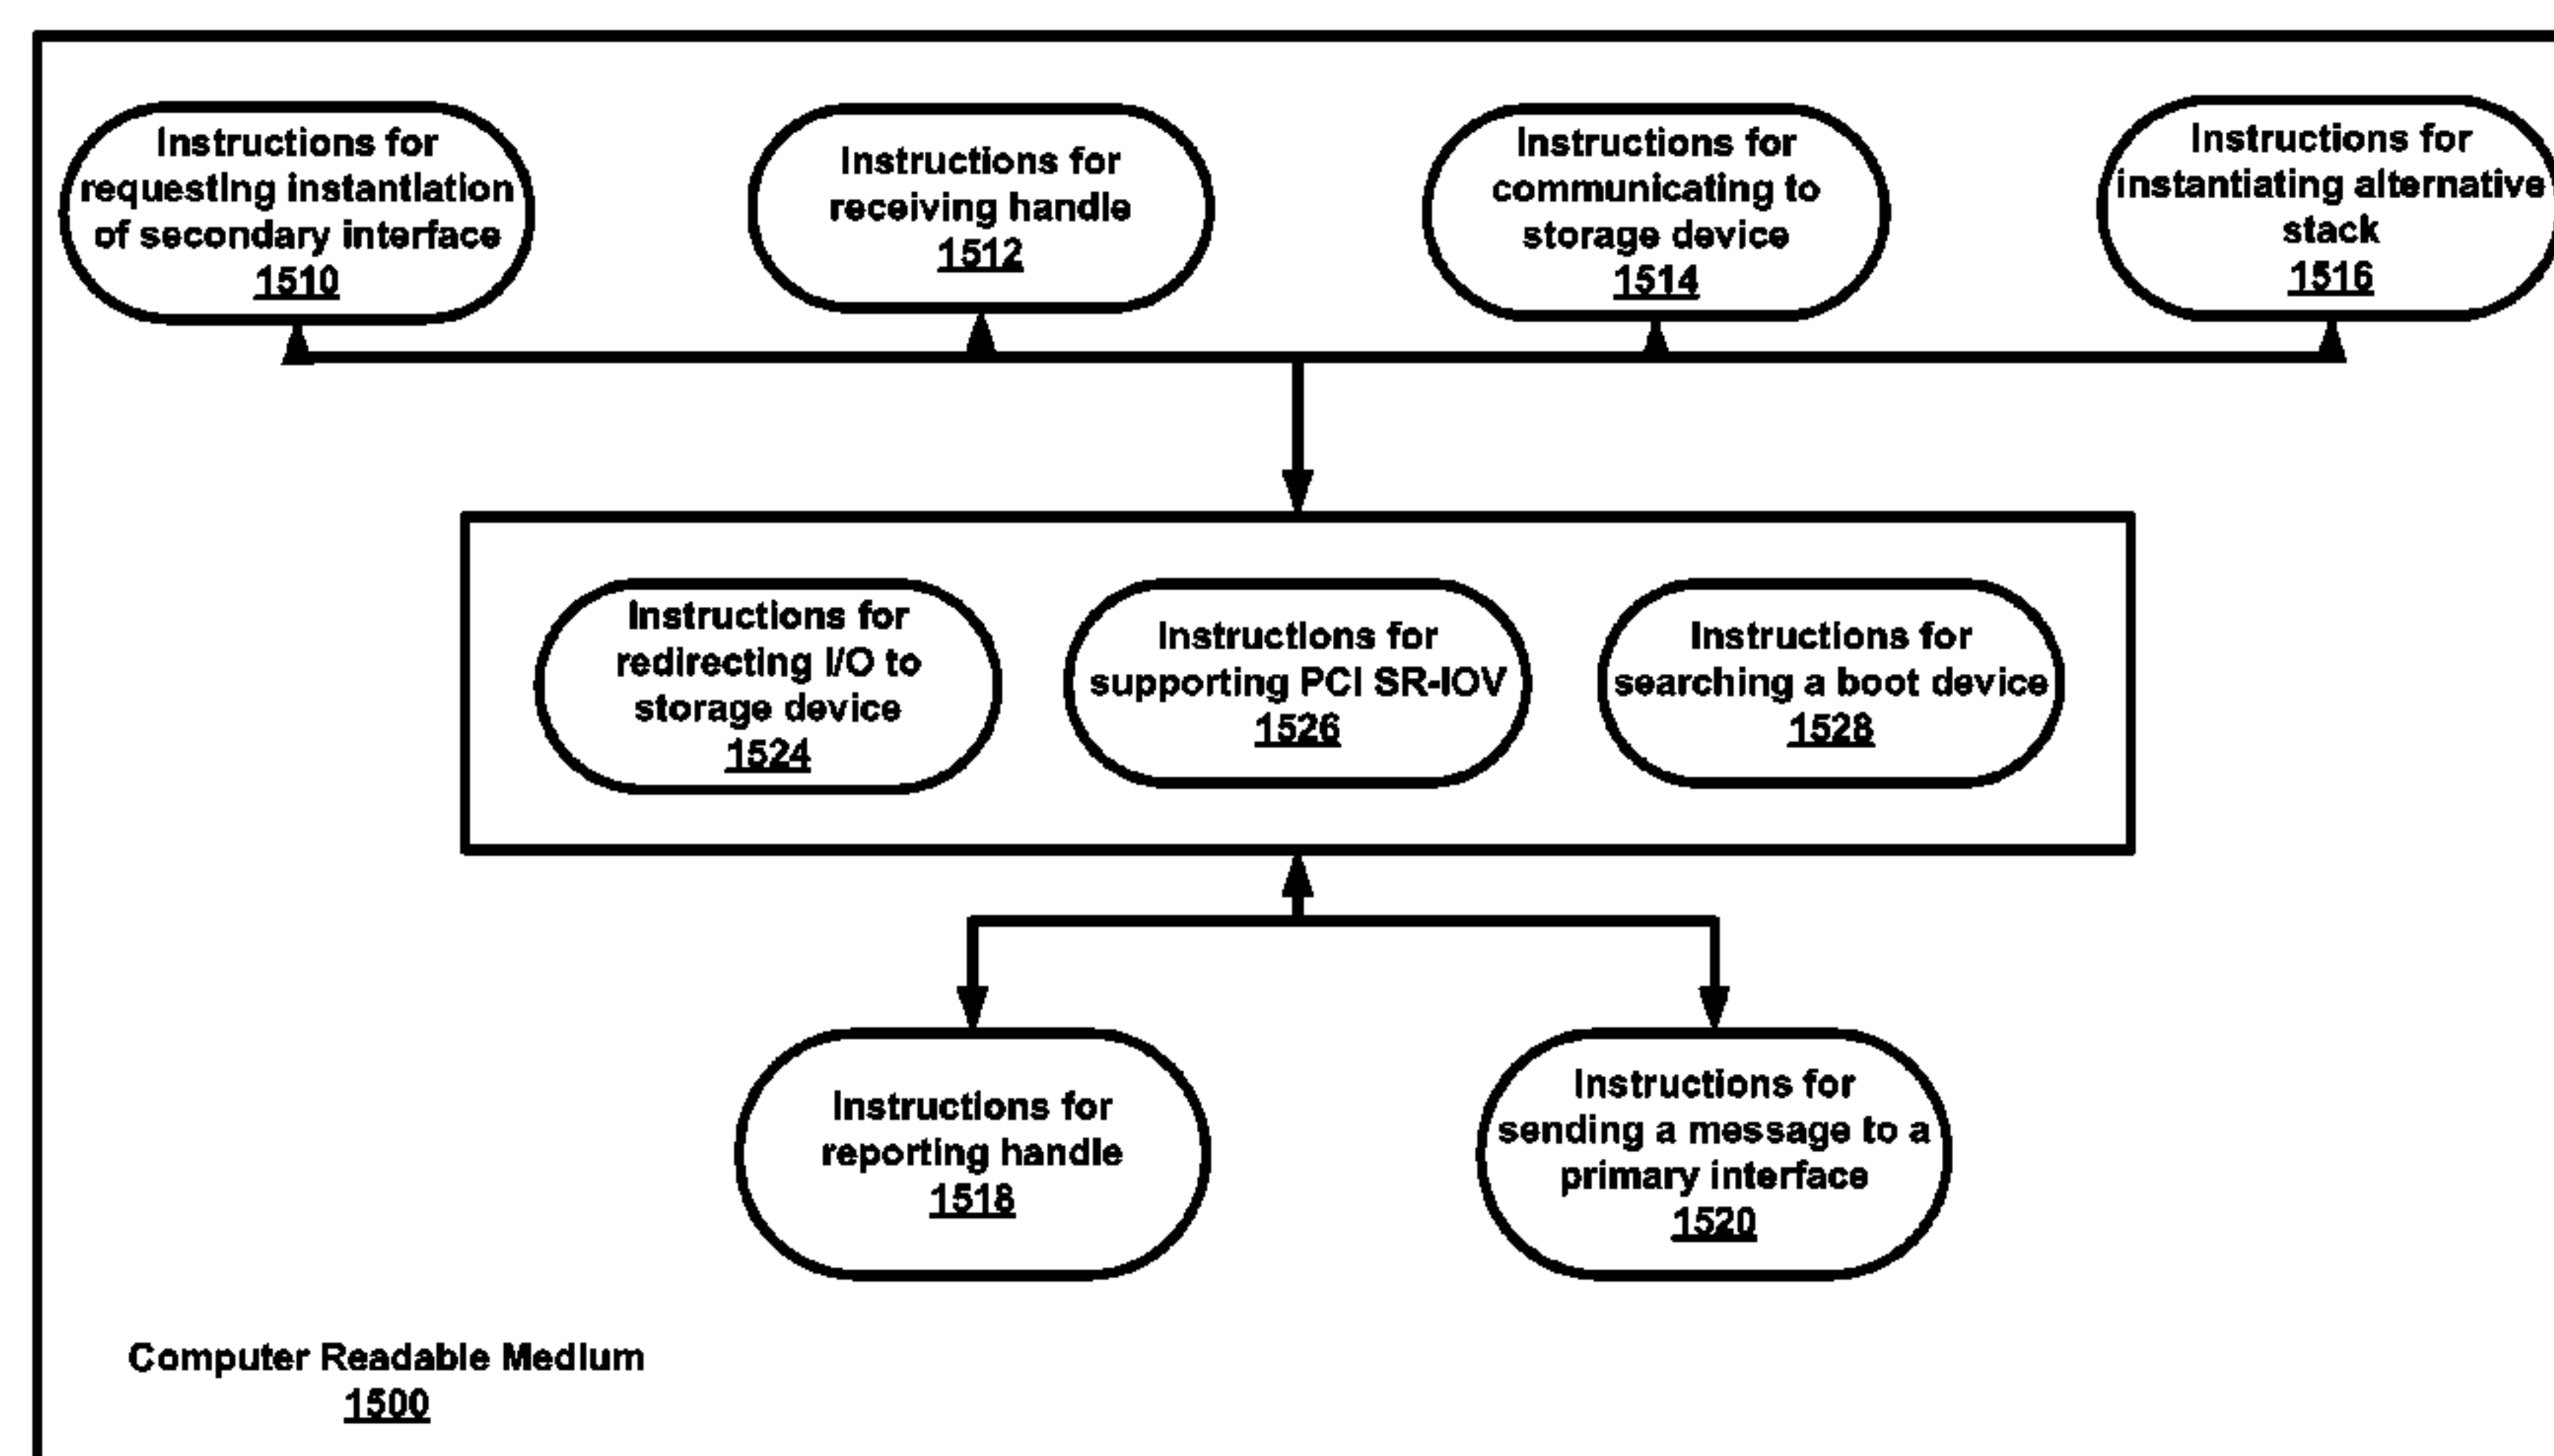 Instructions for
requesting instantiation
of secondary interface
1510
Instructions for
receiving handle
1512
Instructions for
communicating to
storage device
1514
Instructions for
instantiating alternative
stack
1516
Instructions for
redirecting I/O to
storage device
1524
Instructions for
supporting PCI SR-IOV
1526
Instructions for
searching a boot device
1528
Instructions for
reporting handle
1518
Instructions for
sending a message to a
primary interface
1520
Computer Readable Medium
1500